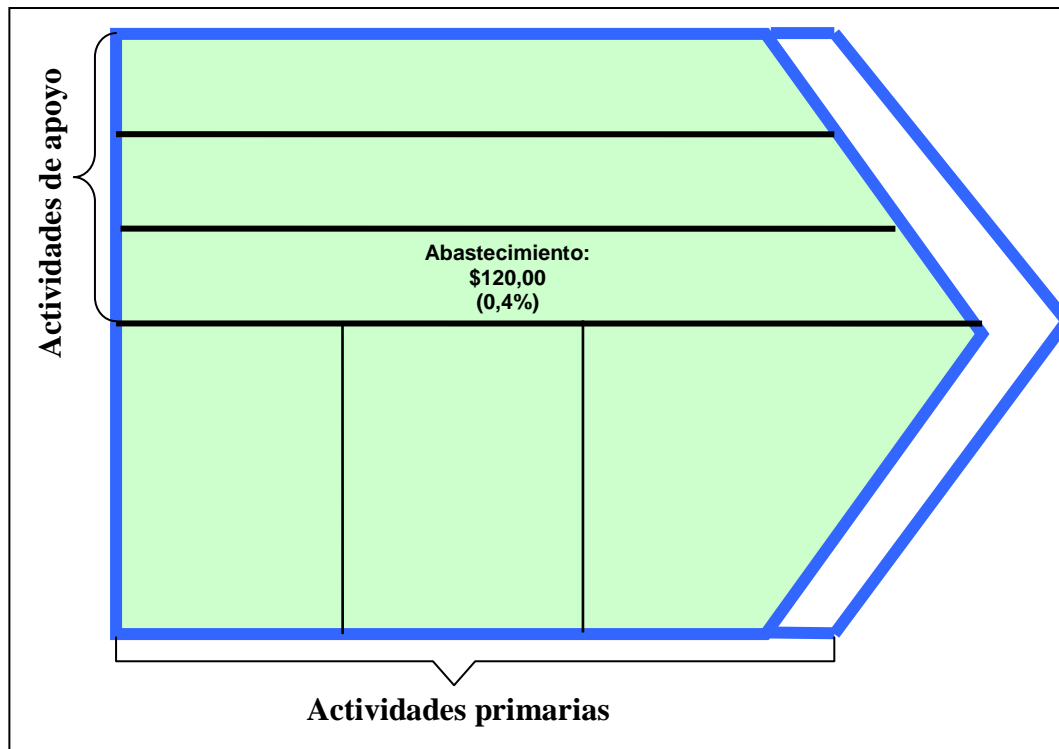 Actividades de apoyo
Abastecimiento:
$120,00
(0,4%)
Actividades primarias